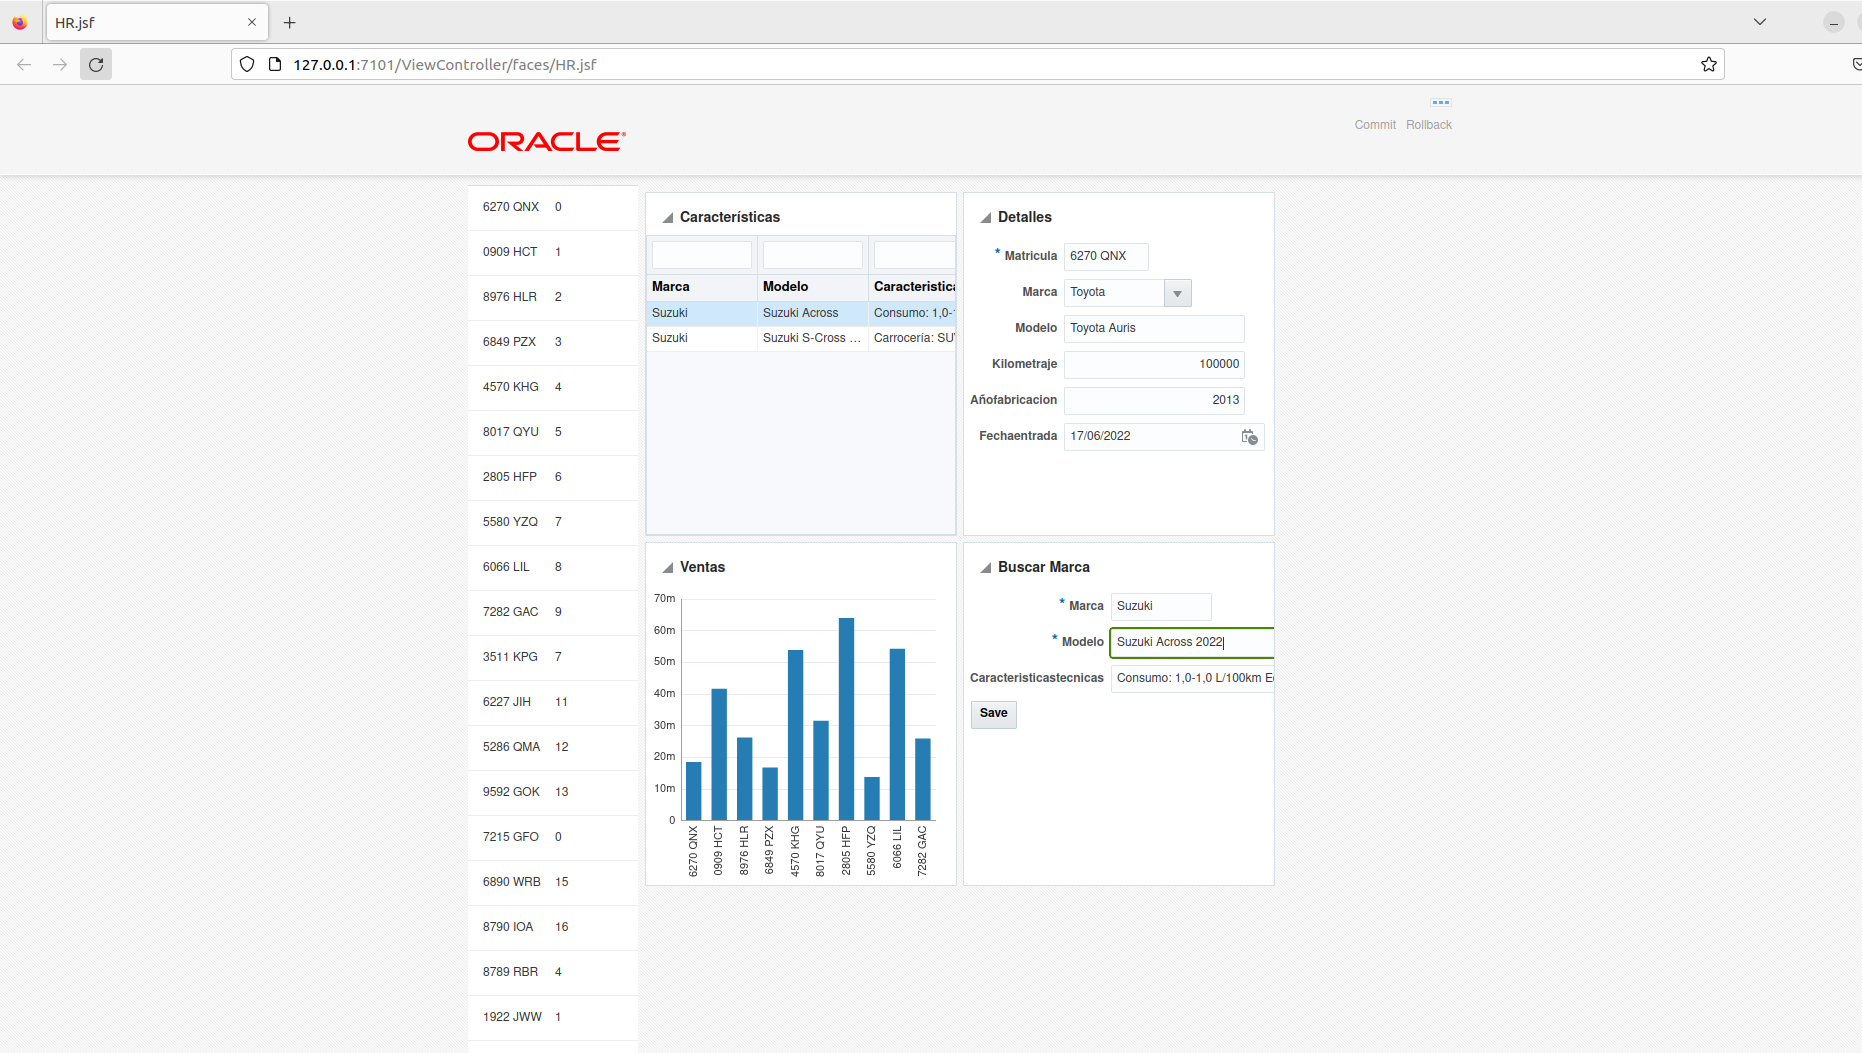 HR.jsf
127.0.0.1:7101/ViewController/faces/HR.jsf
Commit Rollback
ORACLE
6270 QNX 0
0909 HCT 1
8976 HLR 2
6849 PZX 3
4570 KHG 4
8017 QYU 5
2805 HFP 6
5580 YZQ 7
6066 LIL 8
7282 GAC 9
3511 KPG 7
6227 JIH 11
5286 QMA 12
9592 GOK 13
7215 GFO 0
6890 WRB 15
8790 IOA 16
8789 RBR 4
1922 JWW 1
Características
Marca Modelo Caracteristica
Suzuki Suzuki Across Consumo: 1,0-
Suzuki Suzuki S-Cross ... Carrocería: SU
Detalles
* Matricula 6270 QNX
Marca Toyota
Modelo Toyota Auris
Kilometraje 100000
Añofabricacion 2013
Fechaentrada 17/06/2022
Ventas
70m
60m
50m
40m
30m
20m
10m
0
6270 QNX
0909 HCT
8976 HLR
6849 PZX
4570 KHG
8017 QYU
2805 HFP
5580 YZQ
6066 LIL
7282 GAC
Buscar Marca
* Marca Suzuki
* Modelo Suzuki Across 2022
Caracteristicastecnicas Consumo: 1,0-1,0 L/100km E
Save